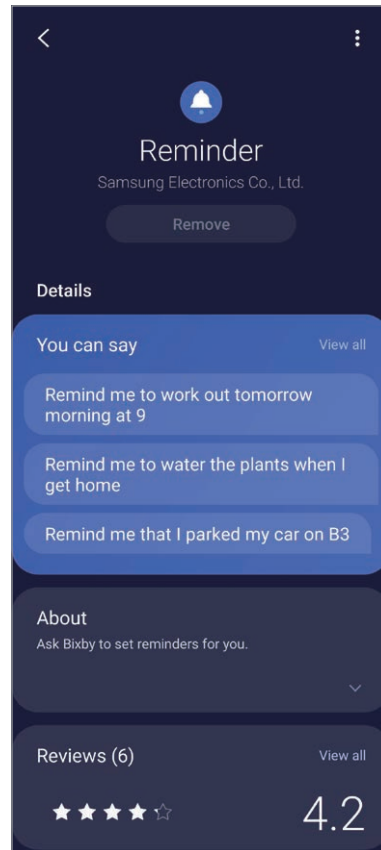 Reminder
Samsung Electronics Co., Ltd.
Remove
Details
You can say
View all
Remind me to work out tomorrow
morning at 9
Remind me to water the plants when I
get home
Remind me that I parked my car on B3
About
Ask Bixby to set reminders for you.
Reviews (6)
View all
4.2